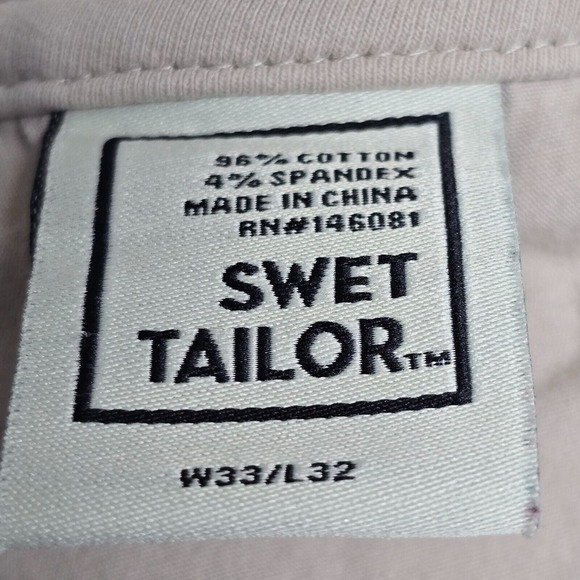 96% COTTON
4% SPANDEX
MADE IN CHINA
RN#146081
SWET
TAILOR™
W33/L32